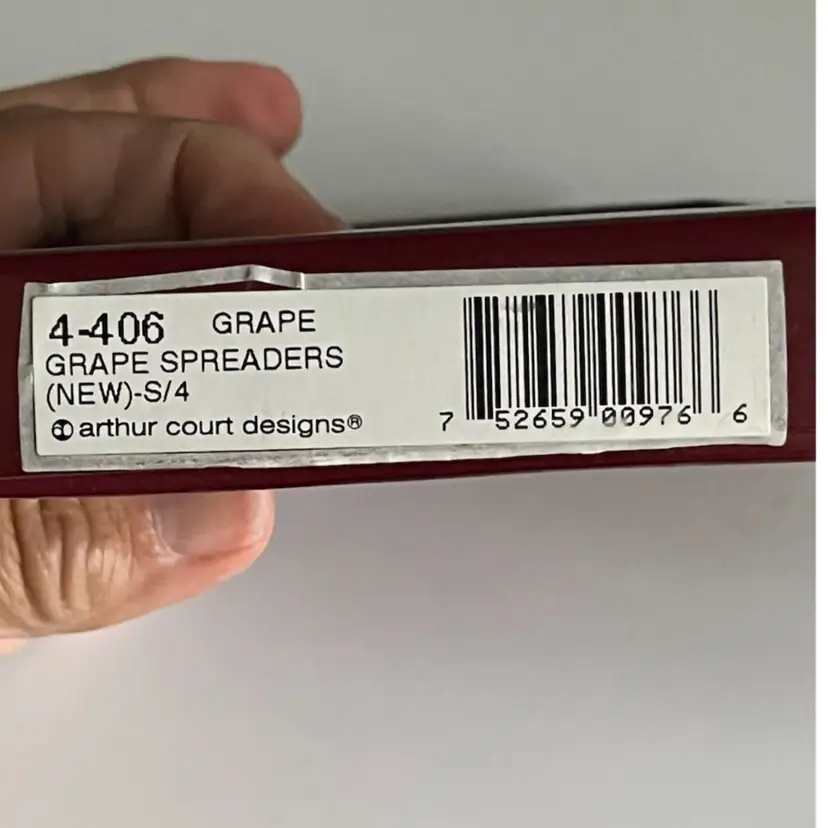 4-406 GRAPE
GRAPE SPREADERS
(NEW)-S/4
arthur court designs®
7 52659 00976 6